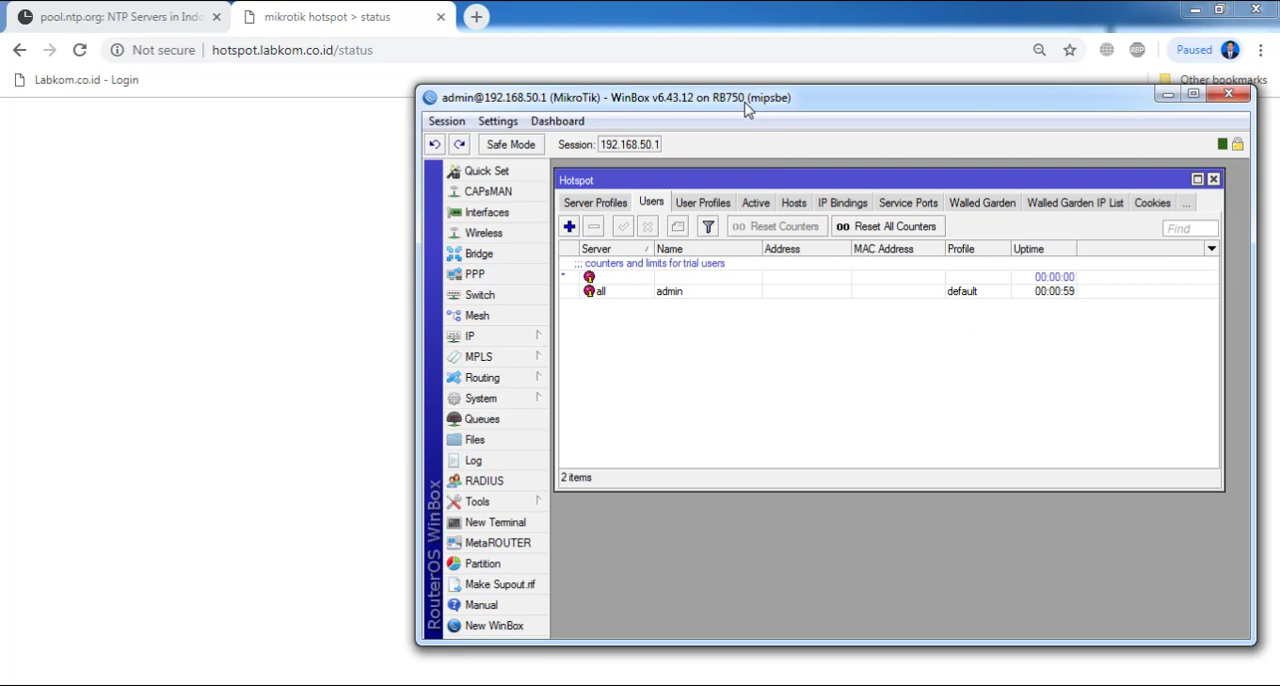 pool.ntp.org: NTP Servers in Indo
mikrotik hotspot > status
Not secure | hotspot.labkom.co.id/status
ABP
Paused
Labkom.co.id - Login
Other bookmarks
admin@192.168.50.1 (MikroTik) - WinBox v6.43.12 on RB750 (mipsbe)
Session Settings Dashboard
Safe Mode Session: 192.168.50.1
Quick Set
CAPsMAN
Interfaces
Wireless
Bridge
PPP
Switch
Mesh
IP
MPLS
Routing
System
Queues
Files
Log
RADIUS
Tools
New Terminal
MetaROUTER
Partition
Make Supout.rif
Manual
New WinBox
RouterOS WinBox
Hotspot
Server Profiles Users User Profiles Active Hosts IP Bindings Service Ports Walled Garden Walled Garden IP List Cookies ...
00 Reset Counters 00 Reset All Counters Find
Server Name Address MAC Address Profile Uptime
;;; counters and limits for trial users
* 00:00:00
all admin default 00:00:59
2 items